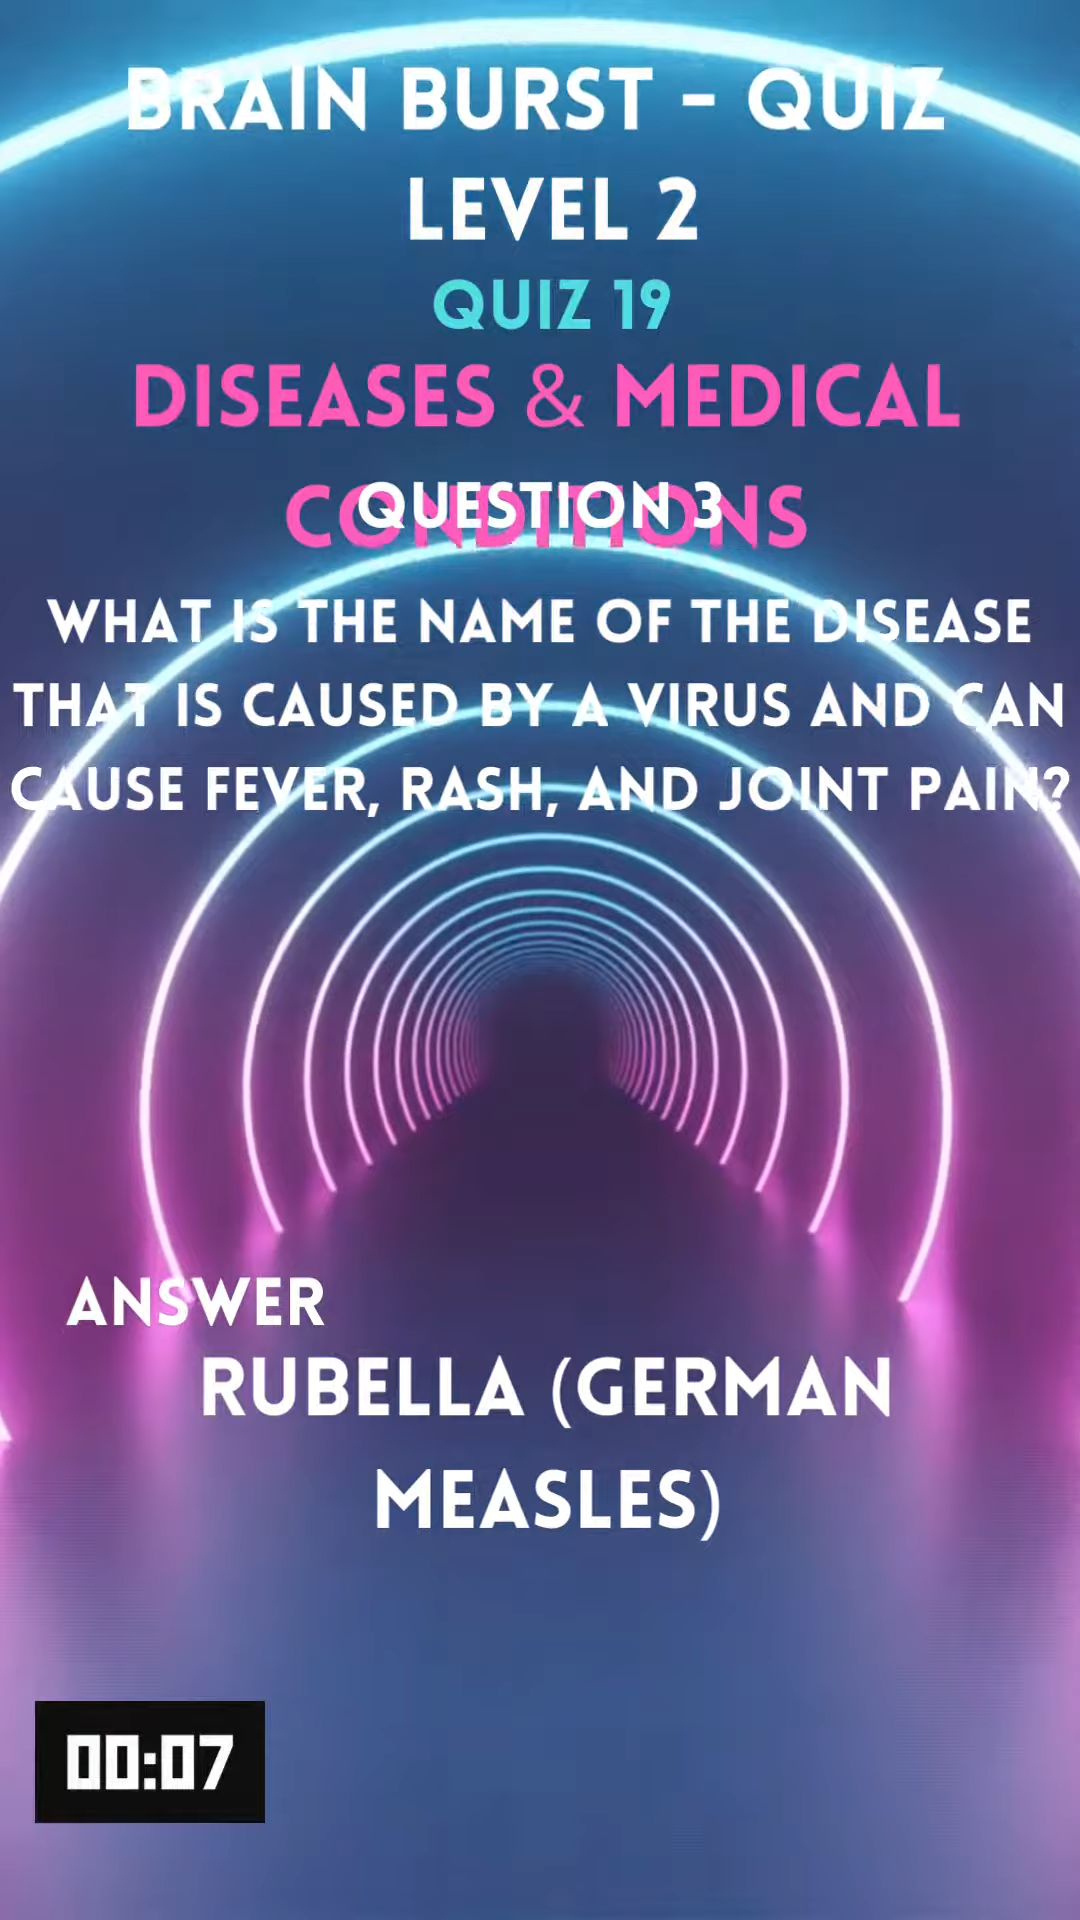 BRAIN BURST - QUIZ
LEVEL 2
QUIZ 19
DISEASES & MEDICAL
CONDITIONS
QUESTION 3
WHAT IS THE NAME OF THE DISEASE
THAT IS CAUSED BY A VIRUS AND CAN
CAUSE FEVER, RASH, AND JOINT PAIN?
ANSWER
RUBELLA (GERMAN
MEASLES)
00:07